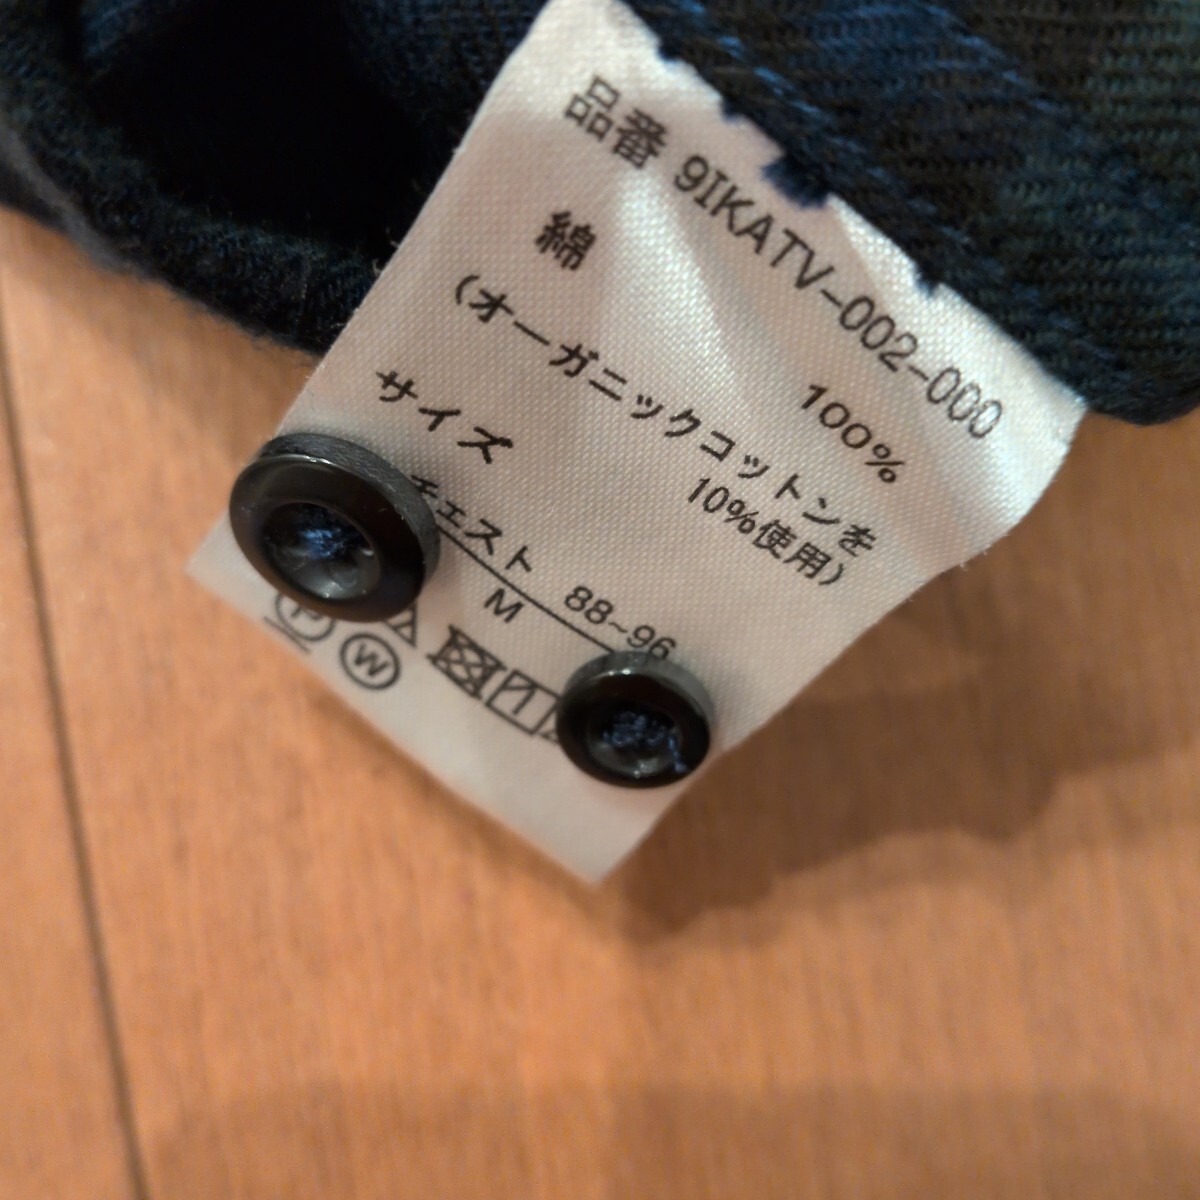 品番 9IKATV-002-000
綿 100%
(オーガニックコットンを
10%使用)
サイズ
チェスト 88~96
M
P W